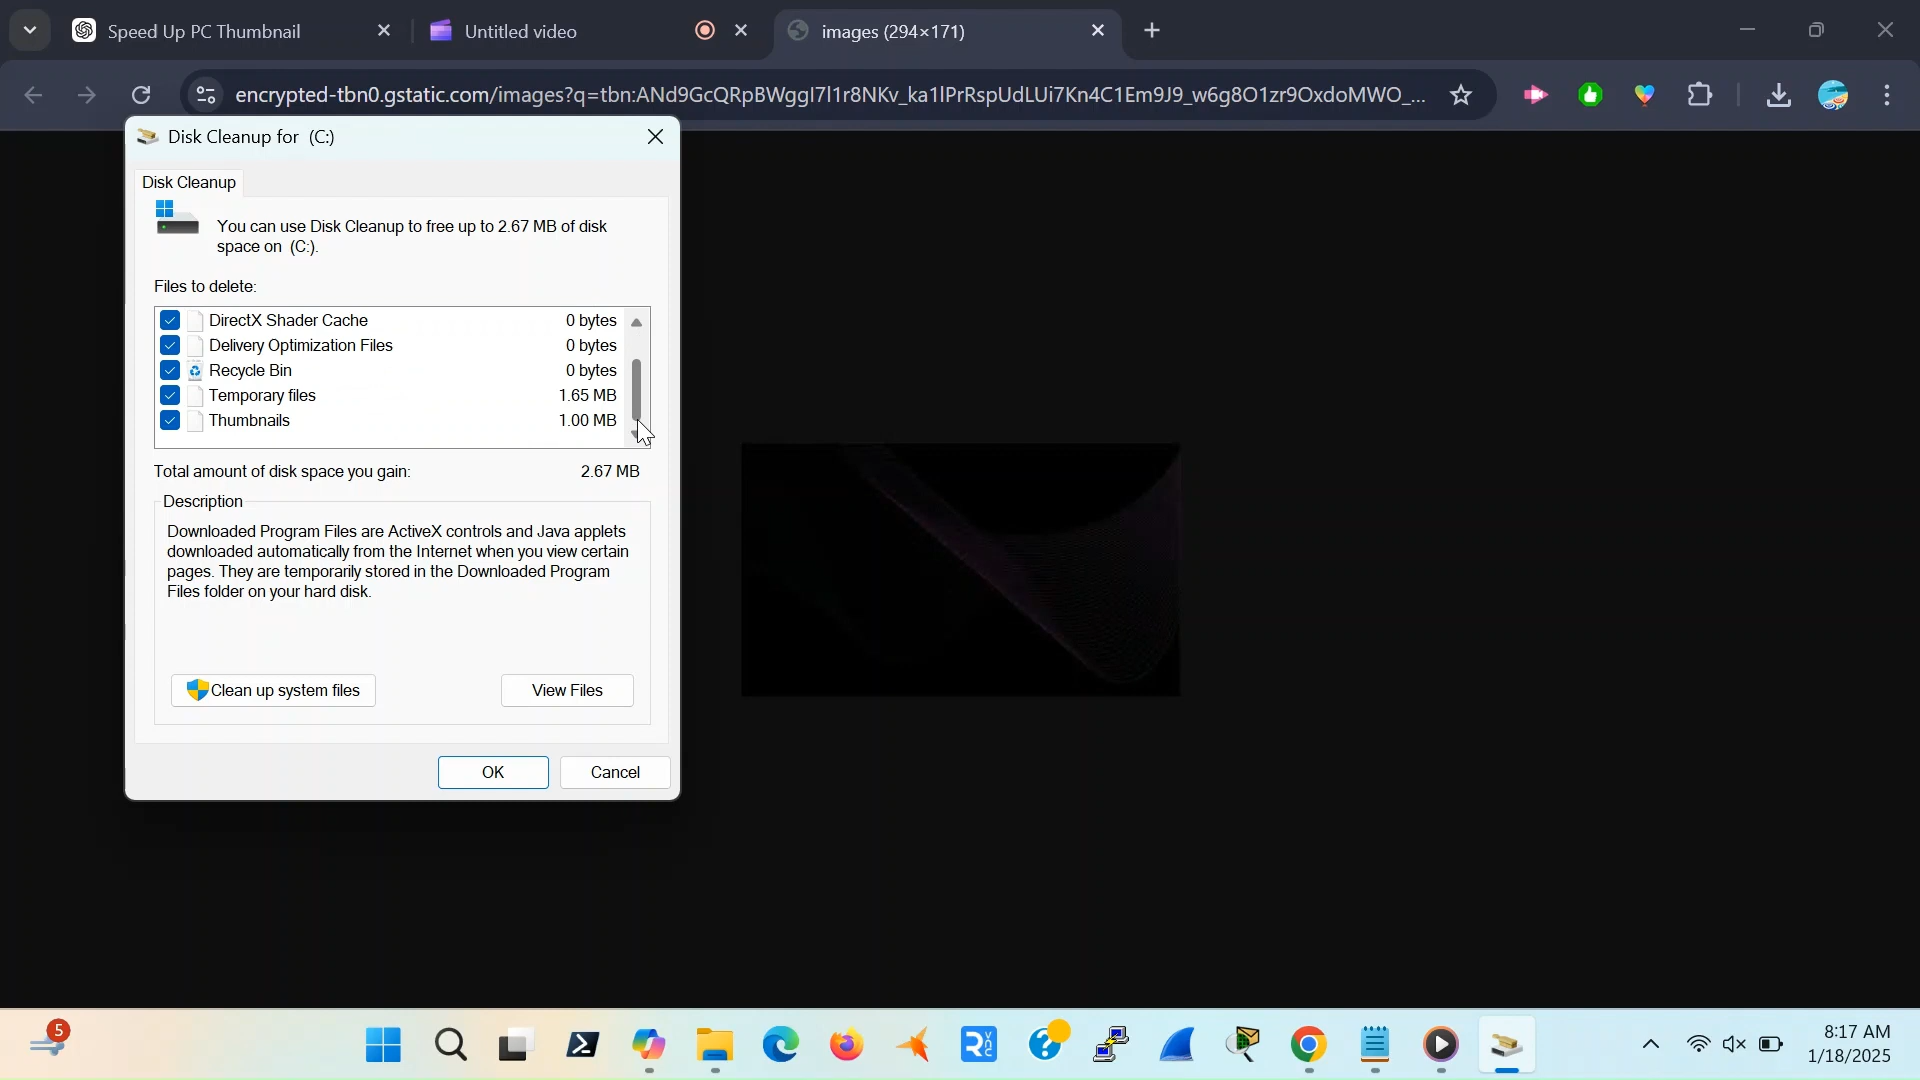 Speed Up PC Thumbnail
Untitled video
images (294×171)
encrypted-tbn0.gstatic.com/images?q=tbn:ANd9GcQRpBWggI7l1r8NKv_ka1lPrRspUdLUi7Kn4C1Em9J9_w6g8O1zr9OxdoMWO_...
Disk Cleanup for (C:)
Disk Cleanup
You can use Disk Cleanup to free up to 2.67 MB of disk
space on (C:).
Files to delete:
DirectX Shader Cache 0 bytes
Delivery Optimization Files 0 bytes
Recycle Bin 0 bytes
Temporary files 1.65 MB
Thumbnails 1.00 MB
Total amount of disk space you gain: 2.67 MB
Description
Downloaded Program Files are ActiveX controls and Java applets
downloaded automatically from the Internet when you view certain
pages. They are temporarily stored in the Downloaded Program
Files folder on your hard disk.
Clean up system files
View Files
OK
Cancel
5
8:17 AM
1/18/2025